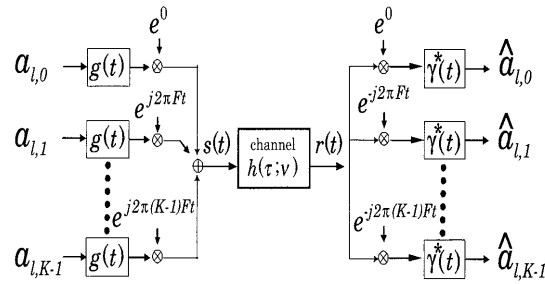 e^0 e^0
a_{l,0} g(t) ⊗ ⊗ γ*(t) â_{l,0}
e^{j2πFt} e^{-j2πFt}
a_{l,1} g(t) ⊗ s(t) channel r(t) ⊗ γ*(t) â_{l,1}
⊕ h(τ;ν)
e^{j2π(K-1)Ft} e^{-j2π(K-1)Ft}
a_{l,K-1} g(t) ⊗ ⊗ γ*(t) â_{l,K-1}